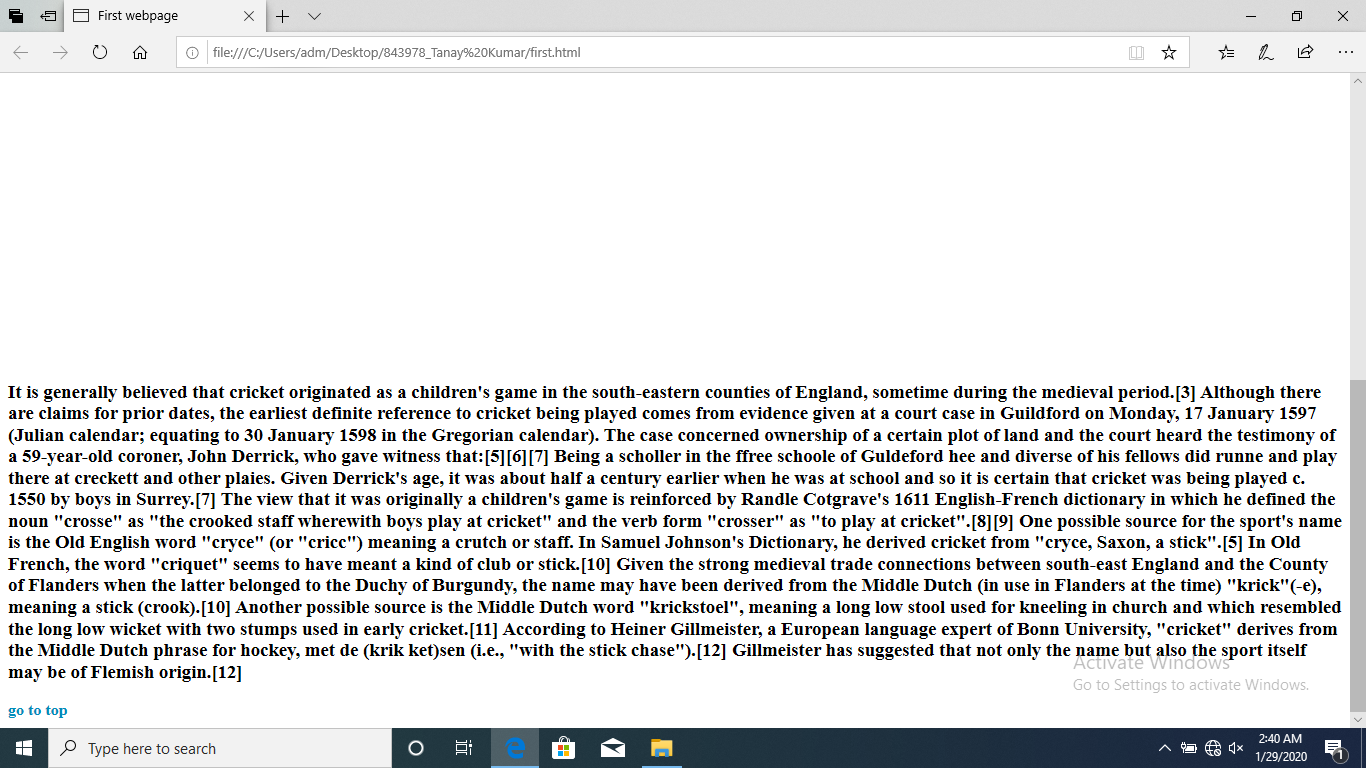 First webpage
file:///C:/Users/adm/Desktop/843978_Tanay%20Kumar/first.html
It is generally believed that cricket originated as a children's game in the south-eastern counties of England, sometime during the medieval period.[3] Although there
are claims for prior dates, the earliest definite reference to cricket being played comes from evidence given at a court case in Guildford on Monday, 17 January 1597
(Julian calendar; equating to 30 January 1598 in the Gregorian calendar). The case concerned ownership of a certain plot of land and the court heard the testimony of
a 59-year-old coroner, John Derrick, who gave witness that:[5][6][7] Being a scholler in the ffree schoole of Guldeford hee and diverse of his fellows did runne and play
there at creckett and other plaies. Given Derrick's age, it was about half a century earlier when he was at school and so it is certain that cricket was being played c.
1550 by boys in Surrey.[7] The view that it was originally a children's game is reinforced by Randle Cotgrave's 1611 English-French dictionary in which he defined the
noun "crosse" as "the crooked staff wherewith boys play at cricket" and the verb form "crosser" as "to play at cricket".[8][9] One possible source for the sport's name
is the Old English word "cryce" (or "cricc") meaning a crutch or staff. In Samuel Johnson's Dictionary, he derived cricket from "cryce, Saxon, a stick".[5] In Old
French, the word "criquet" seems to have meant a kind of club or stick.[10] Given the strong medieval trade connections between south-east England and the County
of Flanders when the latter belonged to the Duchy of Burgundy, the name may have been derived from the Middle Dutch (in use in Flanders at the time) "krick"(-e),
meaning a stick (crook).[10] Another possible source is the Middle Dutch word "krickstoel", meaning a long low stool used for kneeling in church and which resembled
the long low wicket with two stumps used in early cricket.[11] According to Heiner Gillmeister, a European language expert of Bonn University, "cricket" derives from
the Middle Dutch phrase for hockey, met de (krik ket)sen (i.e., "with the stick chase").[12] Gillmeister has suggested that not only the name but also the sport itself
may be of Flemish origin.[12]
Activate Windows
Go to Settings to activate Windows.
go to top
Type here to search
2:40 AM
1/29/2020
1